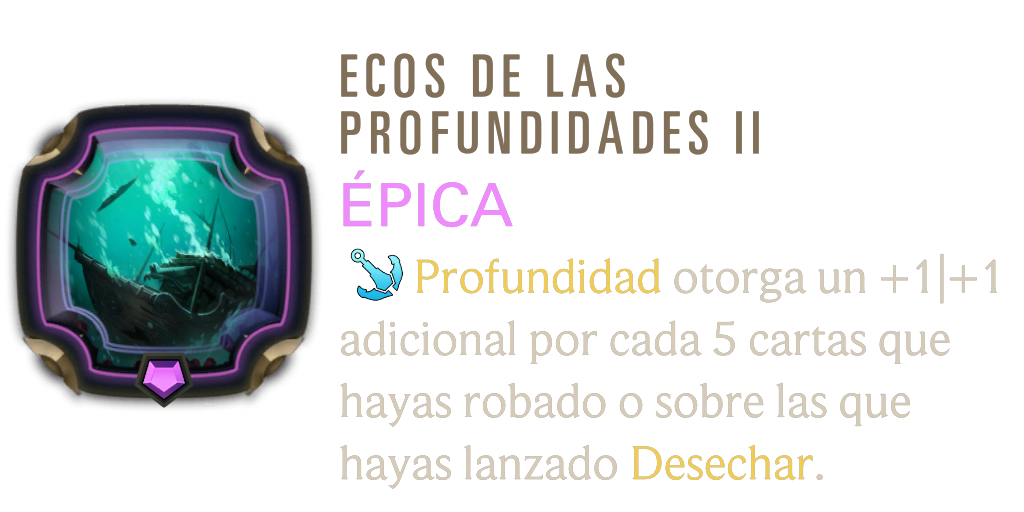 ECOS DE LAS
PROFUNDIDADES II
ÉPICA
Profundidad otorga un +1|+1
adicional por cada 5 cartas que
hayas robado o sobre las que
hayas lanzado Desechar.